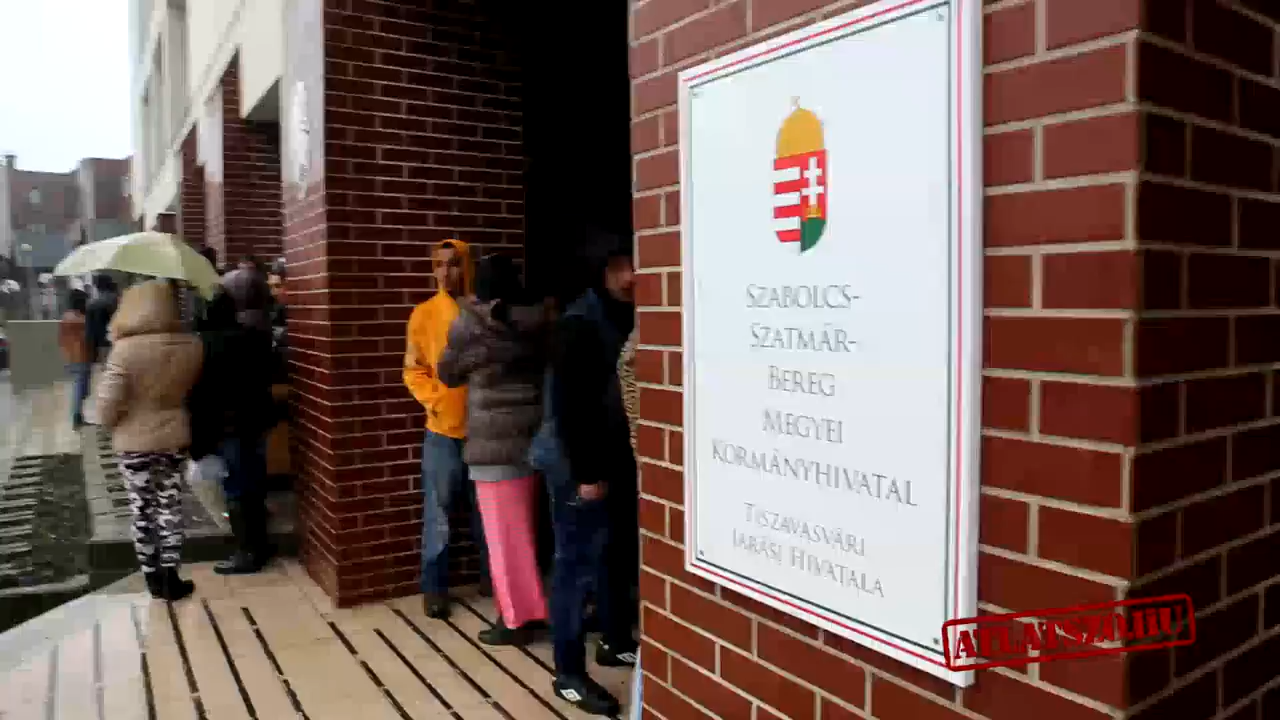 SZABOLCS-
SZATMÁR-
BEREG
MEGYEI
KORMÁNYHIVATAL
TISZAVASVÁRI
JÁRÁSI HIVATALA
ATLATSZO.HU